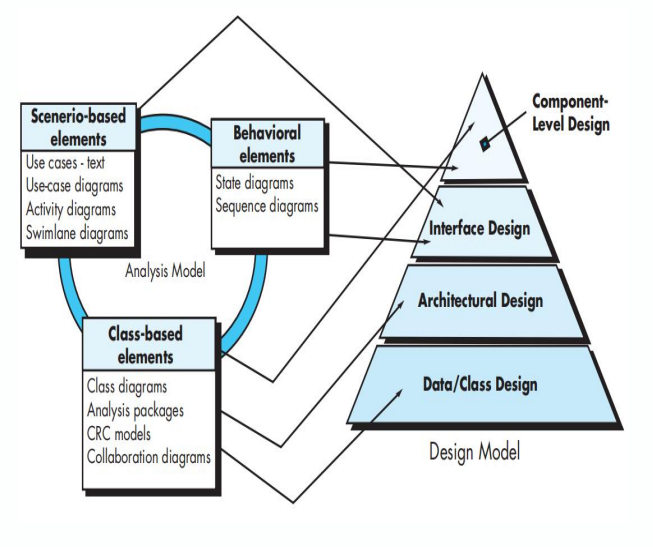 Scenerio-based
elements
Use cases - text
Use-case diagrams
Activity diagrams
Swimlane diagrams
Behavioral
elements
State diagrams
Sequence diagrams
Analysis Model
Class-based
elements
Class diagrams
Analysis packages
CRC models
Collaboration diagrams
Component-
Level Design
Interface Design
Architectural Design
Data/Class Design
Design Model